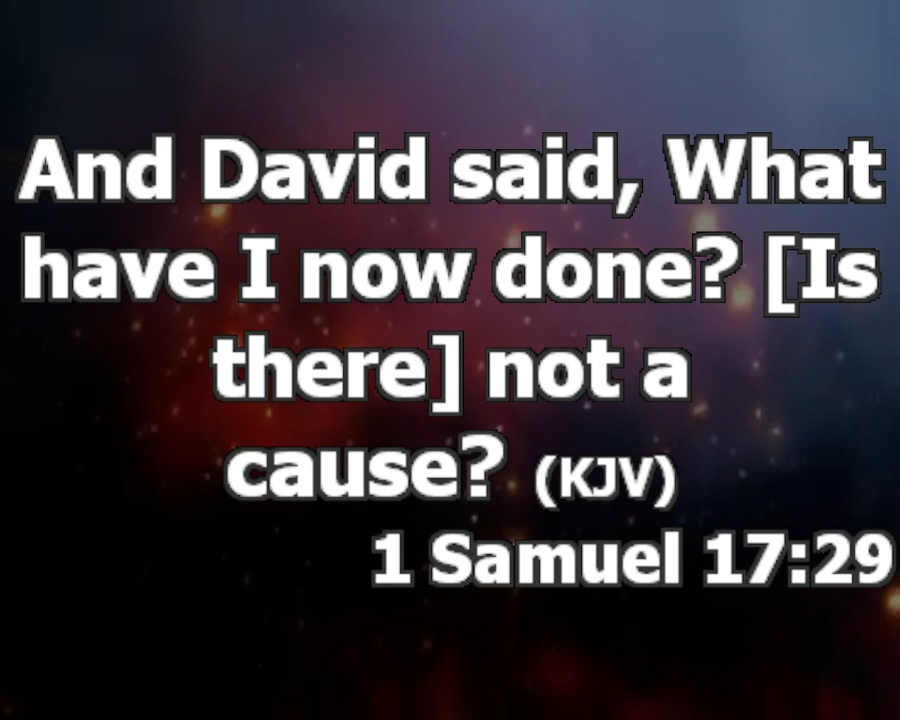 And David said, What
have I now done? [Is
there] not a
cause? (KJV)
1 Samuel 17:29